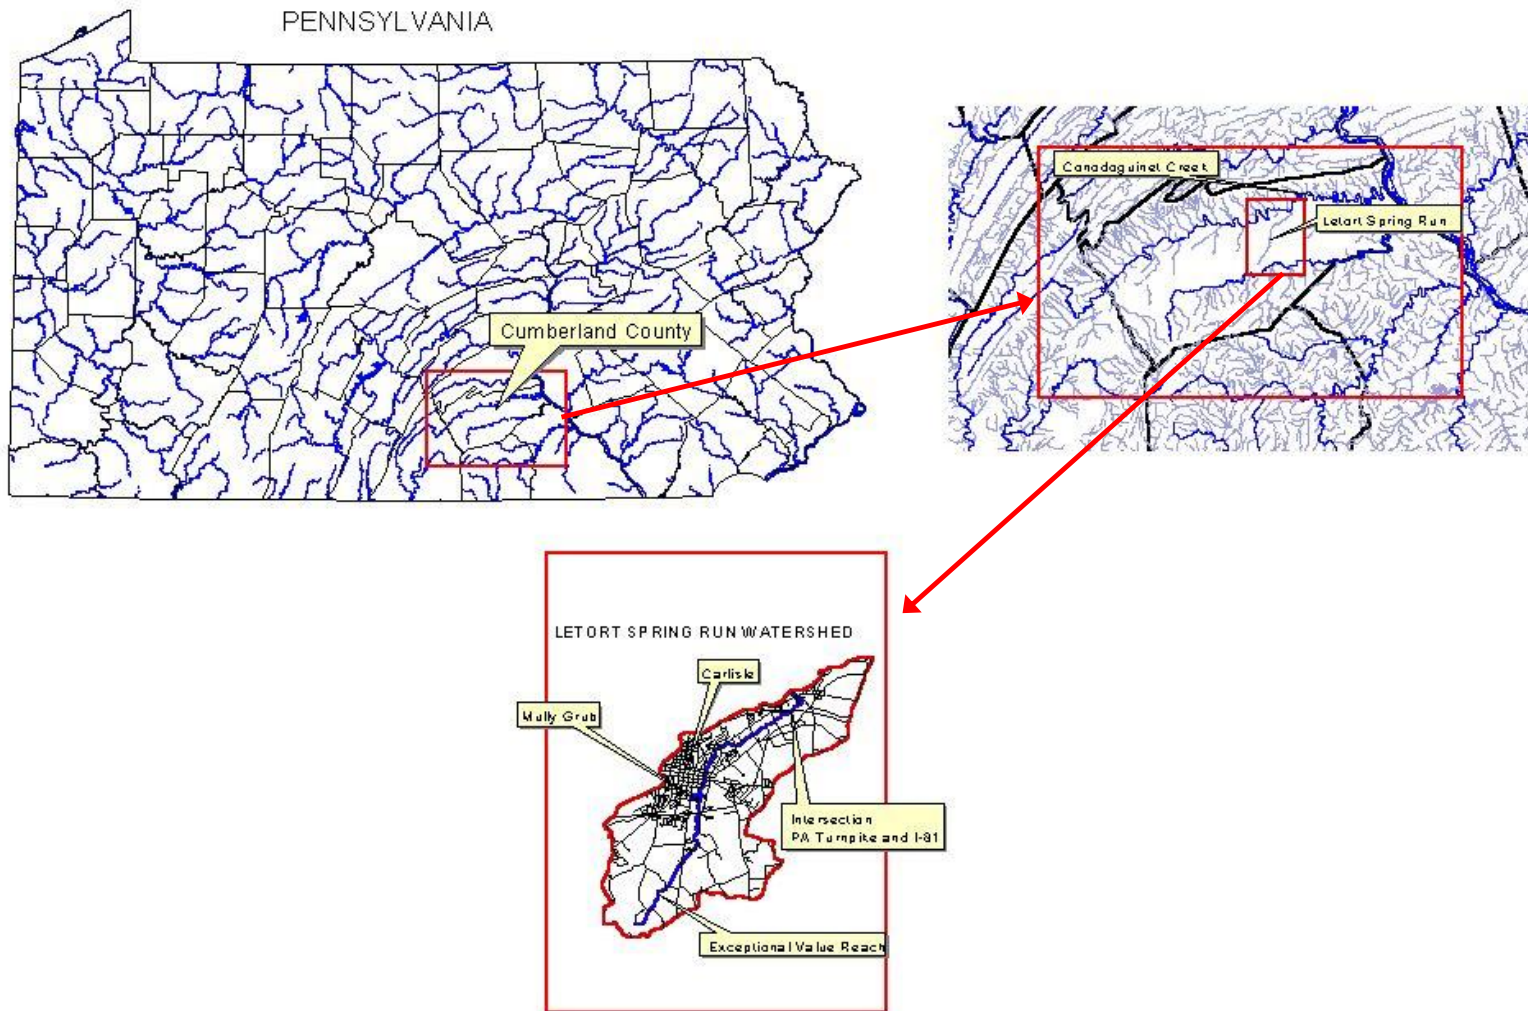 PENNSYLVANIA
Cumberland County
Conodoguinet Creek
Letort Spring Run
LETORT SPRING RUN WATERSHED
Carlisle
Mully Grub
Intersection
PA Turnpike and I-81
Exceptional Value Reach